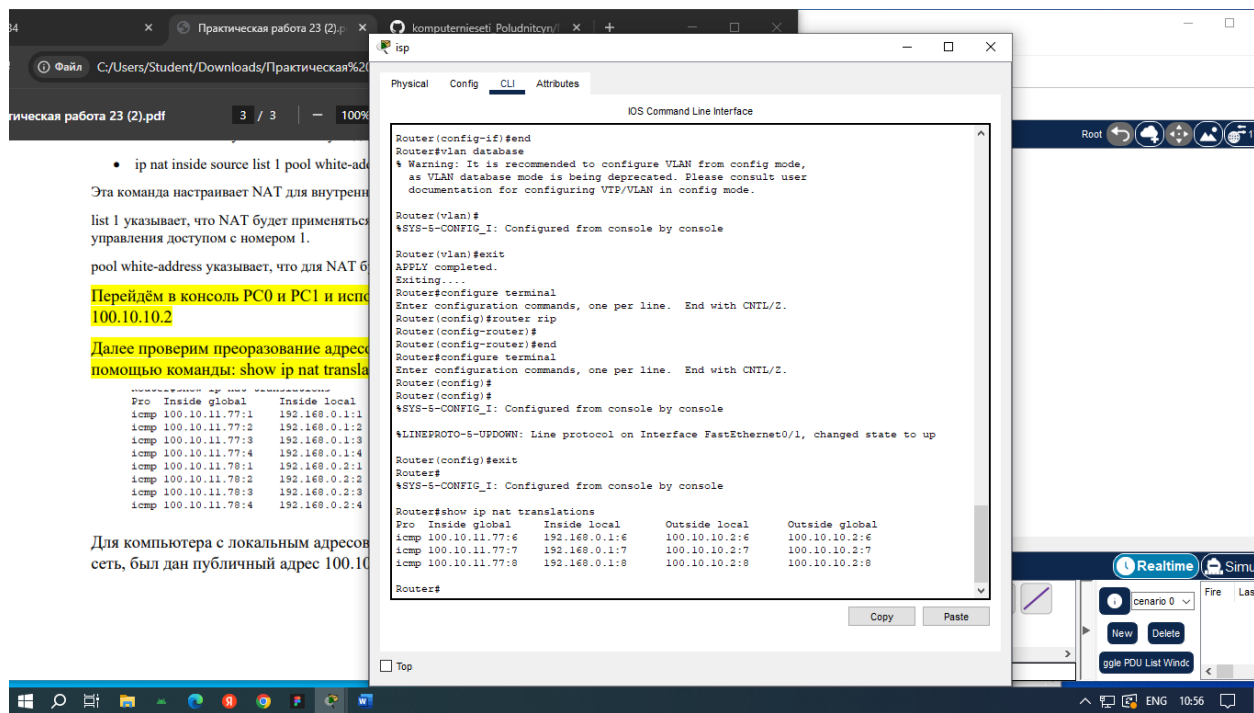 34
Практическая работа 23 (2).p
komputernieseti_Poludnitcyn/
Файл
C:/Users/Student/Downloads/Практическая%20
тическая работа 23 (2).pdf
3 / 3
100%
• ip nat inside source list 1 pool white-add
Эта команда настраивает NAT для внутренн
list 1 указывает, что NAT будет применяться
управления доступом с номером 1.
pool white-address указывает, что для NAT б
Перейдём в консоль PC0 и PC1 и испо
100.10.10.2
Далее проверим преоразование адресо
помощью команды: show ip nat transla
Router#show ip nat translations
Pro Inside global Inside local
icmp 100.10.11.77:1 192.168.0.1:1
icmp 100.10.11.77:2 192.168.0.1:2
icmp 100.10.11.77:3 192.168.0.1:3
icmp 100.10.11.77:4 192.168.0.1:4
icmp 100.10.11.78:1 192.168.0.2:1
icmp 100.10.11.78:2 192.168.0.2:2
icmp 100.10.11.78:3 192.168.0.2:3
icmp 100.10.11.78:4 192.168.0.2:4
Для компьютера с локальным адресов
сеть, был дан публичный адрес 100.10
isp
Physical Config CLI Attributes
IOS Command Line Interface
Router(config-if)#end
Router#vlan database
% Warning: It is recommended to configure VLAN from config mode,
as VLAN database mode is being deprecated. Please consult user
documentation for configuring VTP/VLAN in config mode.
Router(vlan)#
%SYS-5-CONFIG_I: Configured from console by console
Router(vlan)#exit
APPLY completed.
Exiting....
Router#configure terminal
Enter configuration commands, one per line. End with CNTL/Z.
Router(config)#router rip
Router(config-router)#
Router(config-router)#end
Router#configure terminal
Enter configuration commands, one per line. End with CNTL/Z.
Router(config)#
Router(config)#
%SYS-5-CONFIG_I: Configured from console by console
%LINEPROTO-5-UPDOWN: Line protocol on Interface FastEthernet0/1, changed state to up
Router(config)#exit
Router#
%SYS-5-CONFIG_I: Configured from console by console
Router#show ip nat translations
Pro Inside global Inside local Outside local Outside global
icmp 100.10.11.77:6 192.168.0.1:6 100.10.10.2:6 100.10.10.2:6
icmp 100.10.11.77:7 192.168.0.1:7 100.10.10.2:7 100.10.10.2:7
icmp 100.10.11.77:8 192.168.0.1:8 100.10.10.2:8 100.10.10.2:8
Router#
Copy Paste
Top
Root
1
Realtime Simu
cenario 0
Fire Las
New Delete
ggle PDU List Windc
ENG 10:56